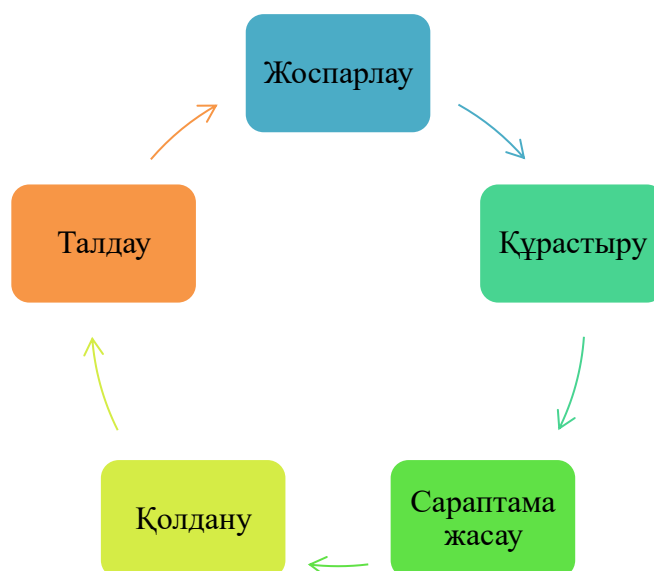 Жоспарлау
Құрастыру
Сараптама
жасау
Қолдану
Талдау